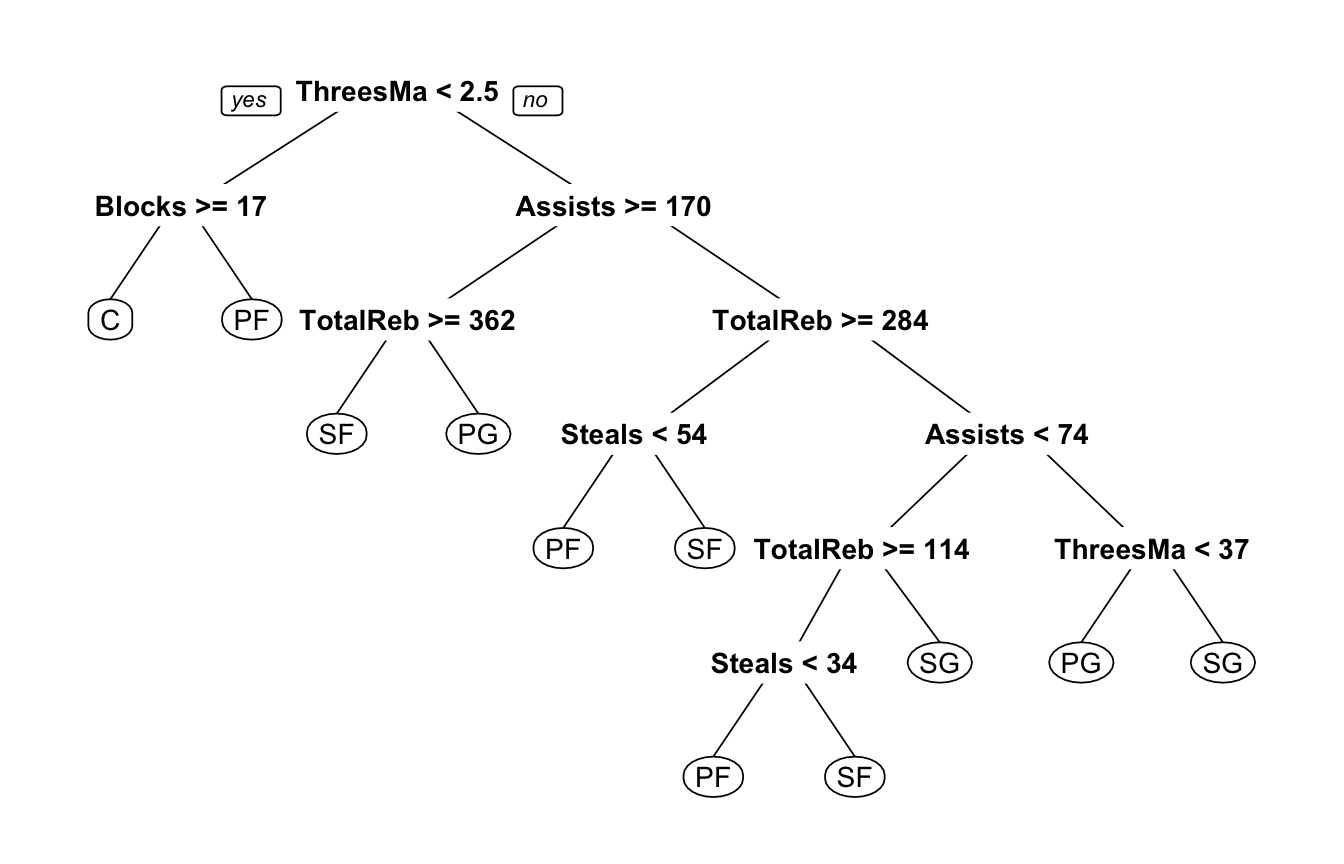 yes ThreesMa < 2.5 no
Blocks >= 17 Assists >= 170
C PF TotalReb >= 362 TotalReb >= 284
SF PG Steals < 54 Assists < 74
PF SF TotalReb >= 114 ThreesMa < 37
Steals < 34 SG PG SG
PF SF